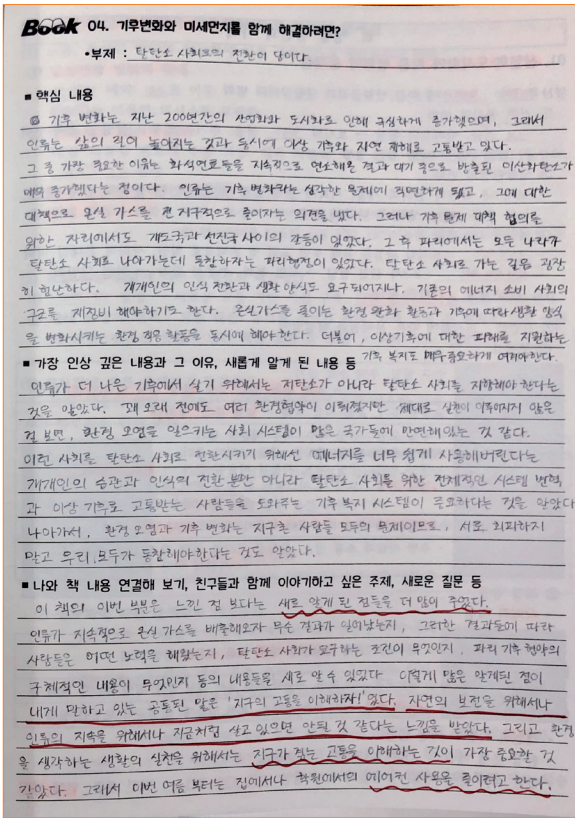 Book 04. 기후변화와 미세먼지를 함께 해결하려면?
•부제 : 탈탄소 사회로의 전환이 답이다.
■ 핵심 내용
기후 변화는 지난 200년간의 산업화와 도시화로 인해 극심하게 증가했으며, 그래서
인류는 삶의 질이 높아지는 것과 동시에 이상 기후와 자연 재해로 고통받고 있다.
그 중 가장 중요한 이유는 화석연료들을 지속적으로 연소해온 결과 대기 중으로 방출된 이산화탄소가
매우 증가했다는 점이다. 인류는 기후 변화라는 심각한 문제에 직면하게 됐고, 그에 대한
대책으로 온실 가스를 전 지구적으로 줄이자는 의견을 냈다. 그러나 기후 문제 대책 협의를
위한 자리에서도 개도국과 선진국 사이의 갈등이 있었다. 그 후 파리에서는 모든 나라가
탈탄소 사회로 나아가는데 동참하자는 파리협정이 있었다. 탈탄소 사회로 가는 길은 굉장
히 험난하다. 개개인의 인식 전환과 생활 양식도 요구되어지나. 기존의 에너지 소비 사회의
구조를 재정비 해야하기도 한다. 온실가스를 줄이는 환경 완화 활동과 기후에 따라 생활 양식
을 변화시키는 환경 적응 활동을 동시에 해야 한다. 더불어, 이상기후에 대한 피해를 지원하는
기후 복지도 매우 중요하게 여겨야한다.
■ 가장 인상 깊은 내용과 그 이유, 새롭게 알게 된 내용 등
인류가 더 나은 기후에서 살기 위해서는 저탄소가 아니라 탈탄소 사회를 지향해야 한다는
것을 알았다. 꽤 오래 전에도 여러 환경협약이 이뤄졌지만 제대로 실천이 이루어지지 않은
걸 보면, 환경 오염을 일으키는 사회 시스템이 많은 국가들에 만연해있는 것 같다.
이런 사회를 탈탄소 사회로 전환시키기 위해선 에너지를 너무 쉽게 사용해버린다는
개개인의 습관과 인식의 전환 뿐만 아니라 탈탄소 사회를 위한 전체적인 시스템 변혁
과 이상 기후로 고통받는 사람들을 도와주는 기후 복지 시스템이 중요하다는 것을 알았다
나아가서, 환경 오염과 기후 변화는 지구촌 사람들 모두의 문제이므로, 서로 회피하지
말고 우리 모두가 동참해야한다는 것도 알았다.
■ 나와 책 내용 연결해 보기, 친구들과 함께 이야기하고 싶은 주제, 새로운 질문 등
이 책의 이번 부분은 느낀 점 보다는 새로 알게 된 점들을 더 많이 주었다.
인류가 지속적으로 온실 가스를 배출해오자 무슨 결과가 일어났는지, 그러한 결과들에 따라
사람들은 어떤 노력을 해왔는지, 탈탄소 사회가 요구하는 조건이 무엇인지, 파리 기후 협약의
구체적인 내용이 무엇인지 등의 내용들을 새로 알 수 있었다 이렇게 많은 알게된 점이
내게 말하고 있는 공통된 말은 '지구의 고통을 이해하자!'였다. 자연의 보전을 위해서나
인류의 지속을 위해서나 지금처럼 살고 있으면 안될 것 같다는 느낌을 받았다. 그리고 환경
을 생각하는 생활의 실천을 위해서는 지구가 겪는 고통을 이해하는 것이 가장 중요할 것
같았다. 그래서 이번 여름 부터는 집에서나 학원에서의 에어컨 사용을 줄이려고 한다.